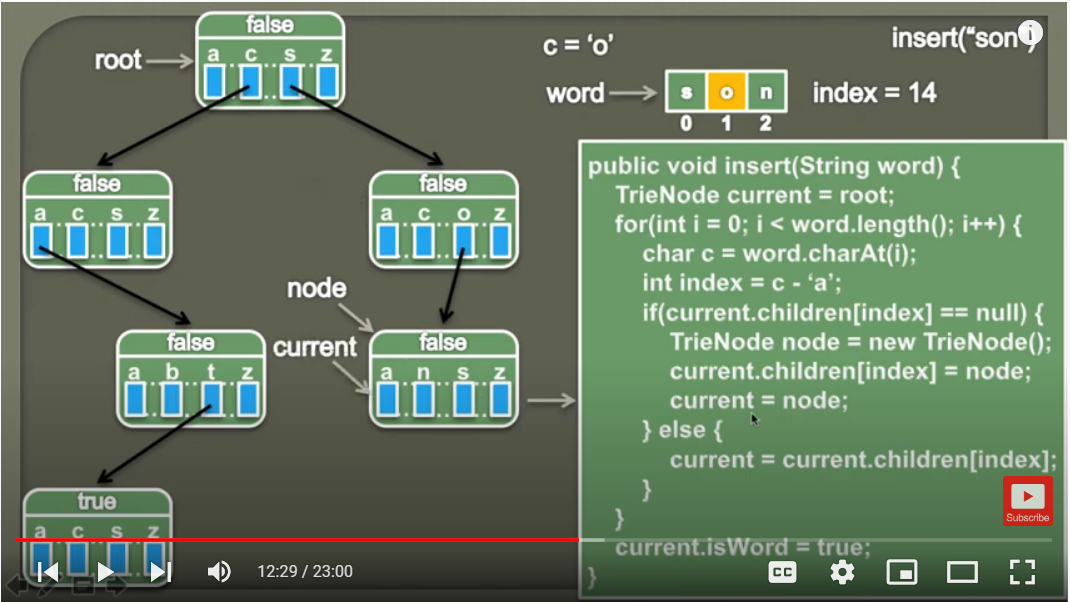 false
a c s z
root
c = ‘o’
insert("son")
word
s o n
0 1 2
index = 14
false
a c s z
false
a c o z
node
current
false
a b t z
false
a n s z
true
a c s z
public void insert(String word) {
TrieNode current = root;
for(int i = 0; i < word.length(); i++) {
char c = word.charAt(i);
int index = c - ‘a’;
if(current.children[index] == null) {
TrieNode node = new TrieNode();
current.children[index] = node;
current = node;
} else {
current = current.children[index];
}
}
current.isWord = true;
}
Subscribe
12:29 / 23:00
CC